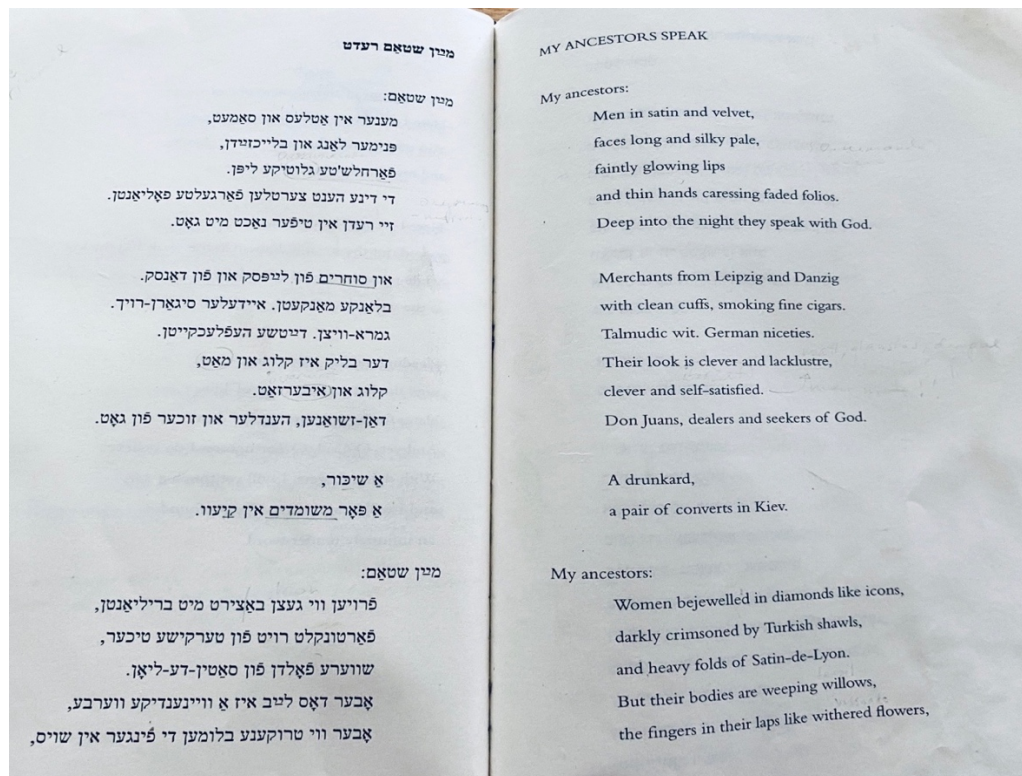 מײַן שטאַם רעדט
מײַן שטאַם:
מענער אין אַטלעס און סאַמעט,
פּנימער לאַנג און בלייכזײַדן,
פֿאַרחלש'טע גלוטיקע ליפּן.
די דינע הענט צערטלען פֿאַרגעלטע פֿאָליאַנטן.
זיי רעדן אין טיפֿער נאַכט מיט גאָט.
און סוחרים פֿון לײַפּסק און פֿון דאַנסק.
בלאַנקע מאַנקעטן. איידעלער סיגאַרן-רויך.
גמרא-וויצן. דײַטשע העפֿלעכקייטן.
דער בליק איז קלוג און מאַט,
קלוג און איבערזאַט.
דאָן-זשואַנען, הענדלער און זוכער פֿון גאָט.
אַ שיכּור,
אַ פּאָר משומדים אין קיִעוו.
מײַן שטאַם:
פֿרויען ווי געצן באַצירט מיט בריליאַנטן,
פֿאַרטונקלט רויט פֿון טערקישע טיכער,
שווערע פֿאַלדן פֿון סאַטין-דע-ליאָן.
אָבער דאָס לײַב איז אַ וויינענדיקע ווערבע,
אָבער ווי טרוקענע בלומען די פֿינגער אין שויס,
MY ANCESTORS SPEAK
My ancestors:
Men in satin and velvet,
faces long and silky pale,
faintly glowing lips
and thin hands caressing faded folios.
Deep into the night they speak with God.
Merchants from Leipzig and Danzig
with clean cuffs, smoking fine cigars.
Talmudic wit. German niceties.
Their look is clever and lacklustre,
clever and self-satisfied.
Don Juans, dealers and seekers of God.
A drunkard,
a pair of converts in Kiev.
My ancestors:
Women bejewelled in diamonds like icons,
darkly crimsoned by Turkish shawls,
and heavy folds of Satin-de-Lyon.
But their bodies are weeping willows,
the fingers in their laps like withered flowers,